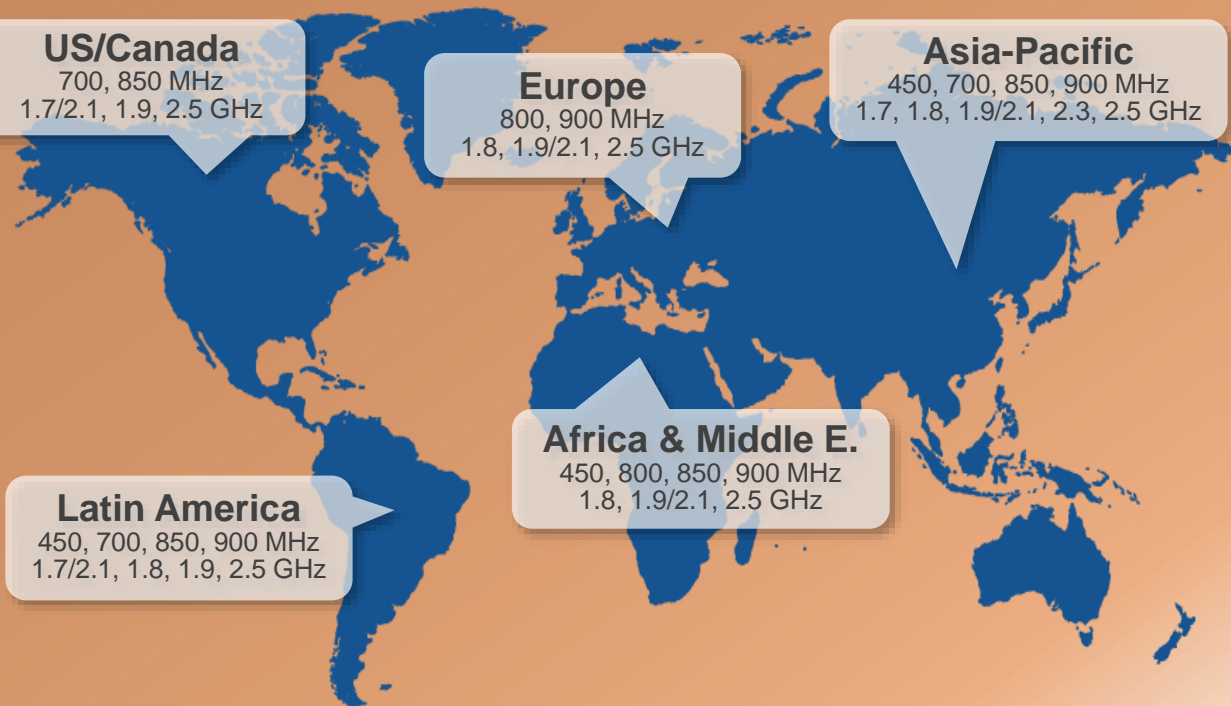 US/Canada
700, 850 MHz
1.7/2.1, 1.9, 2.5 GHz
Europe
800, 900 MHz
1.8, 1.9/2.1, 2.5 GHz
Asia-Pacific
450, 700, 850, 900 MHz
1.7, 1.8, 1.9/2.1, 2.3, 2.5 GHz
Africa & Middle E.
450, 800, 850, 900 MHz
1.8, 1.9/2.1, 2.5 GHz
Latin America
450, 700, 850, 900 MHz
1.7/2.1, 1.8, 1.9, 2.5 GHz